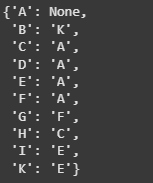 {'A': None,
 'B': 'K',
 'C': 'A',
 'D': 'A',
 'E': 'A',
 'F': 'A',
 'G': 'F',
 'H': 'C',
 'I': 'E',
 'K': 'E'}